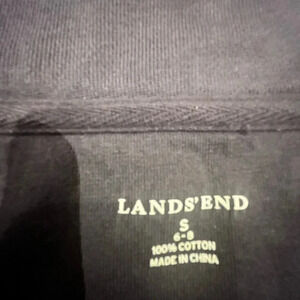 LANDS'END
S
6-8
100% COTTON
MADE IN CHINA